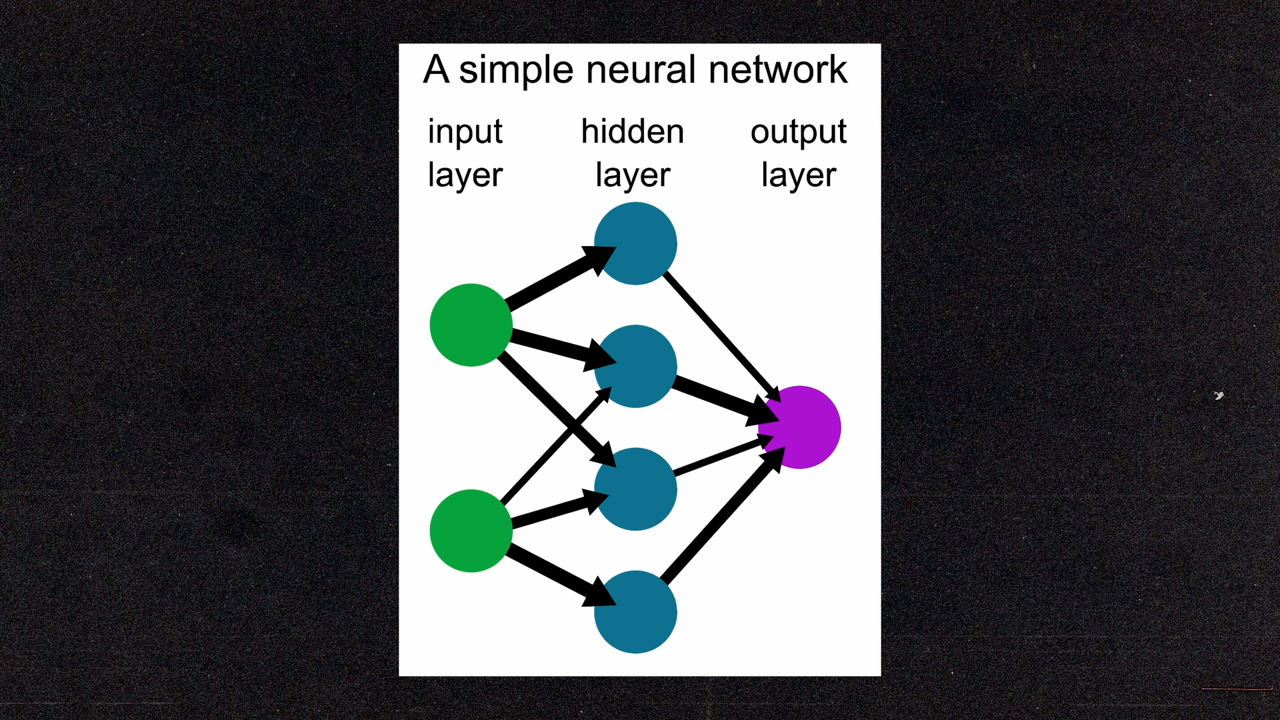 A simple neural network
input hidden output
layer layer layer